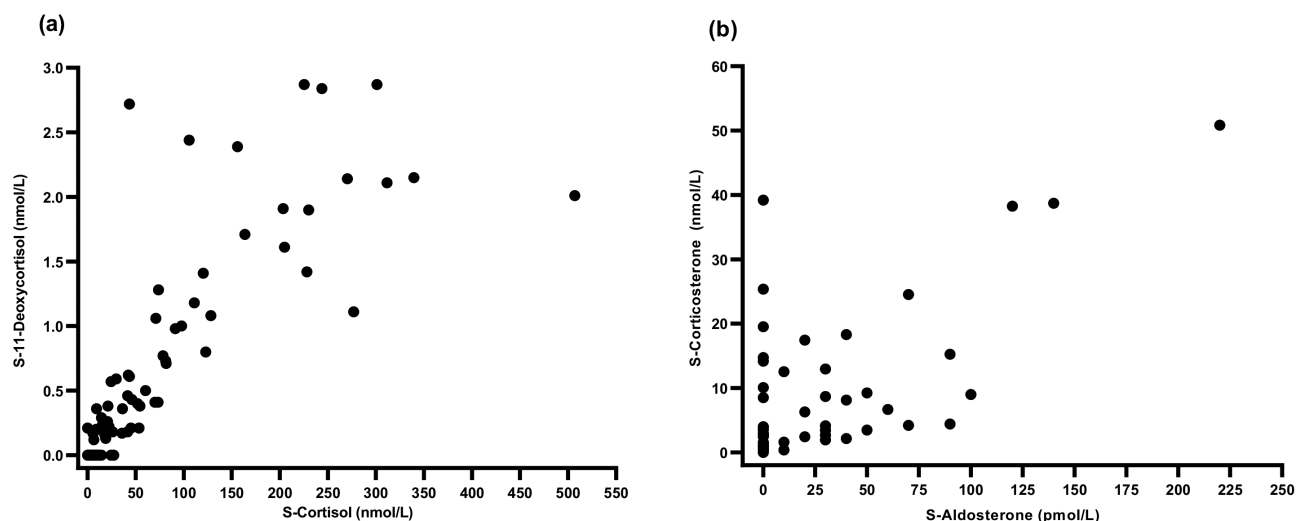 (a)
3.0
2.5
2.0
1.5
1.0
0.5
0.0
S-11-Deoxycortisol (nmol/L)
0 50 100 150 200 250 300 350 400 450 500 550
S-Cortisol (nmol/L)
(b)
60
50
40
30
20
10
0
S-Corticosterone (nmol/L)
0 25 50 75 100 125 150 175 225 250
S-Aldosterone (pmol/L)